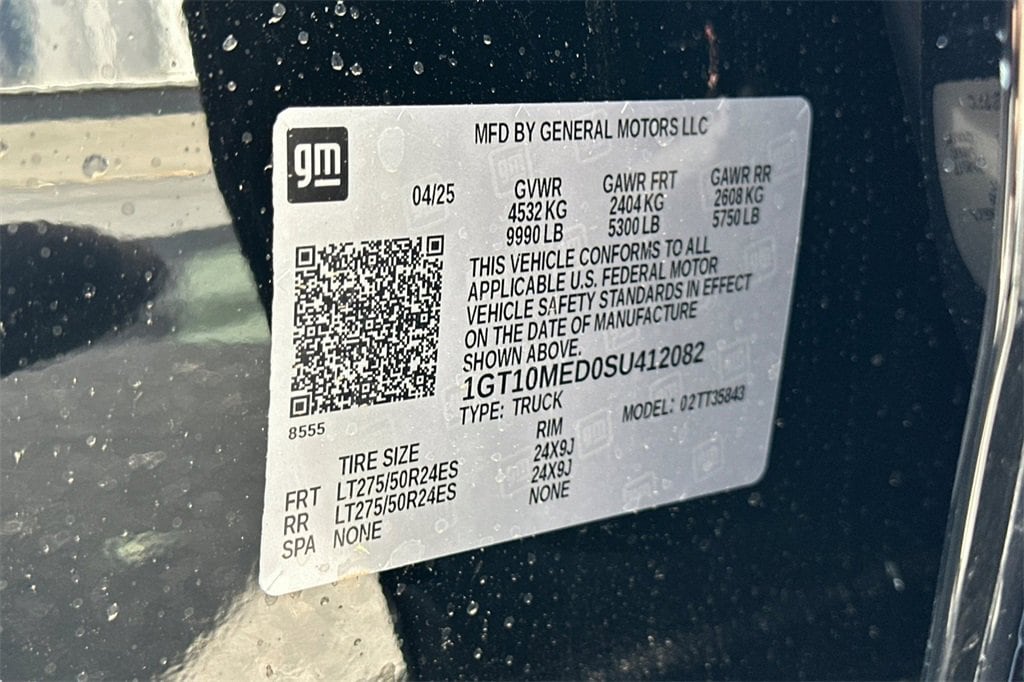 gm
MFD BY GENERAL MOTORS LLC
04/25
GVWR GAWR FRT GAWR RR
4532 KG 2404 KG 2608 KG
9990 LB 5300 LB 5750 LB
THIS VEHICLE CONFORMS TO ALL
APPLICABLE U.S. FEDERAL MOTOR
VEHICLE SAFETY STANDARDS IN EFFECT
ON THE DATE OF MANUFACTURE
SHOWN ABOVE.
1GT10MED0SU412082
TYPE: TRUCK MODEL: 02TT35843
8555
TIRE SIZE RIM
FRT LT275/50R24ES 24X9J
RR LT275/50R24ES 24X9J
SPA NONE NONE